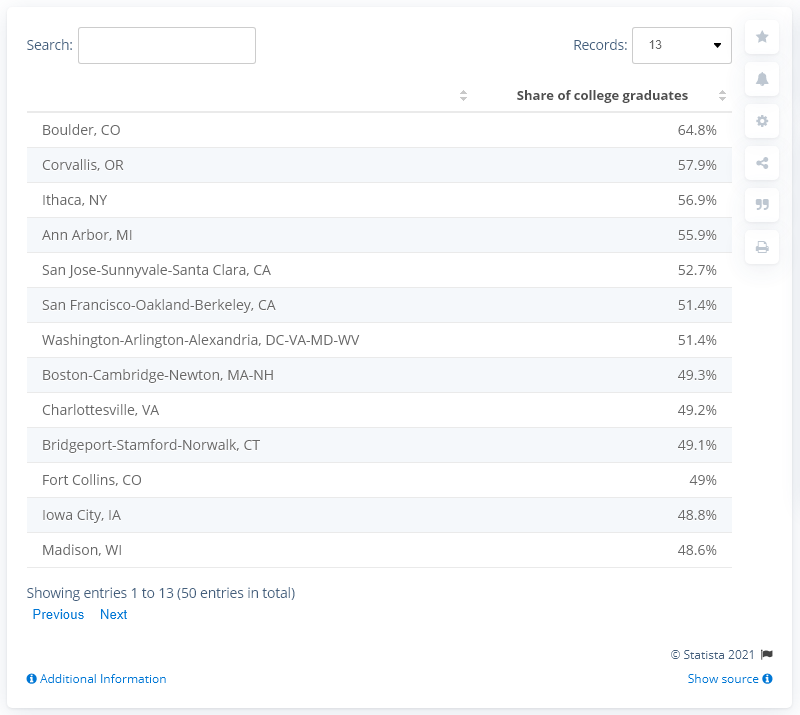 Search:
Records: 13
Share of college graduates
Boulder, CO 64.8%
Corvallis, OR 57.9%
Ithaca, NY 56.9%
Ann Arbor, MI 55.9%
San Jose-Sunnyvale-Santa Clara, CA 52.7%
San Francisco-Oakland-Berkeley, CA 51.4%
Washington-Arlington-Alexandria, DC-VA-MD-WV 51.4%
Boston-Cambridge-Newton, MA-NH 49.3%
Charlottesville, VA 49.2%
Bridgeport-Stamford-Norwalk, CT 49.1%
Fort Collins, CO 49%
Iowa City, IA 48.8%
Madison, WI 48.6%
Showing entries 1 to 13 (50 entries in total)
Previous Next
© Statista 2021
Additional Information Show source